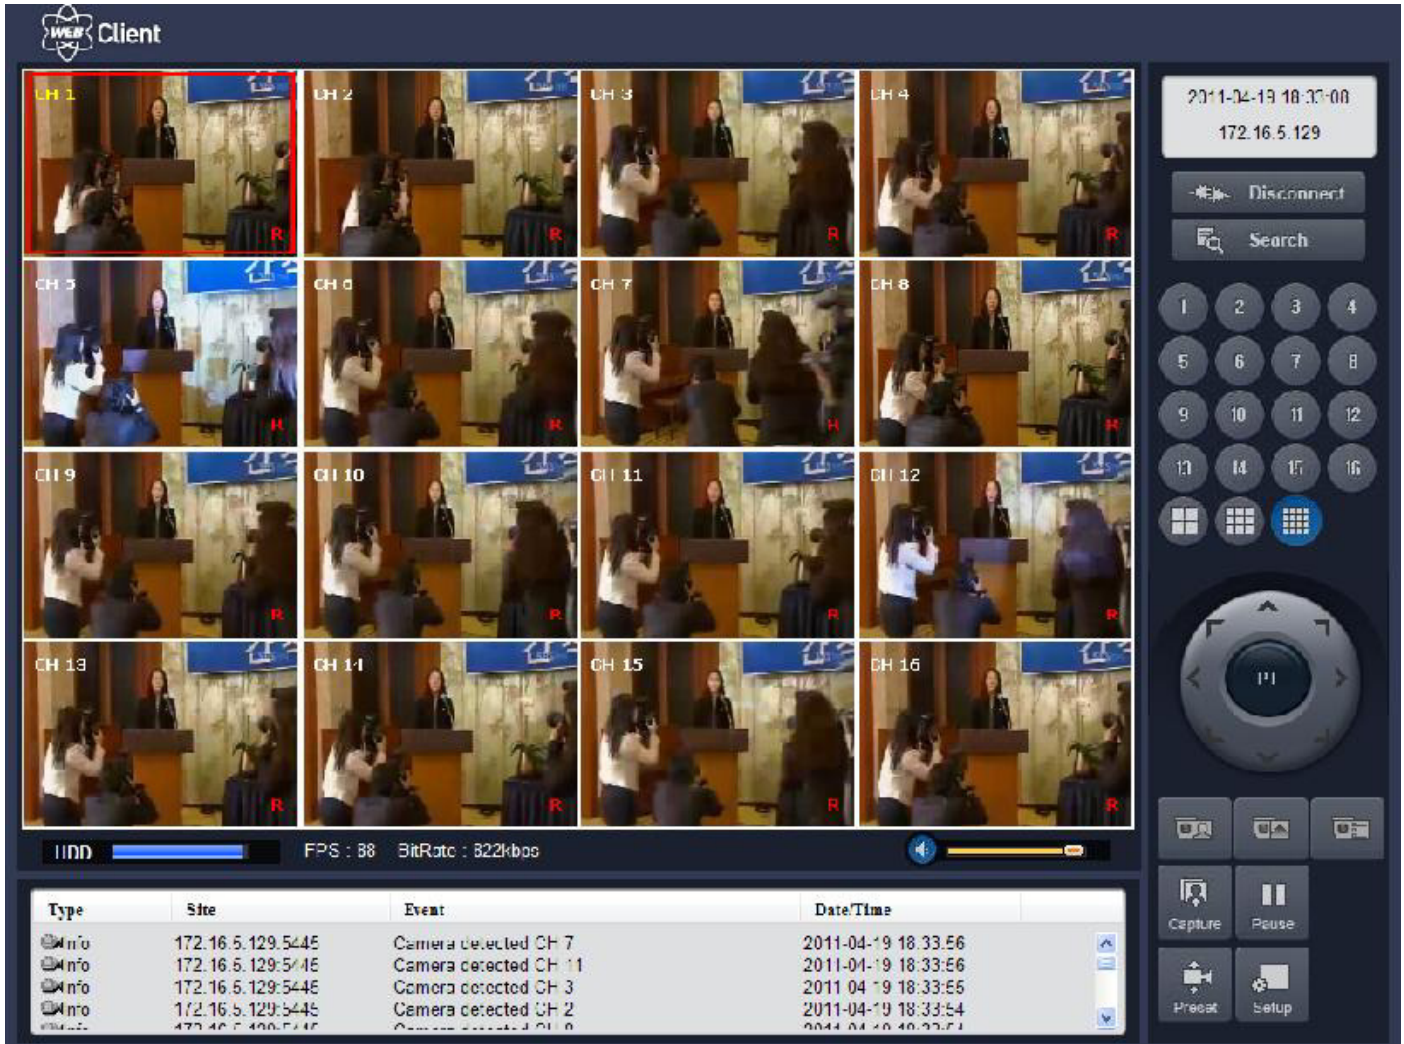 WEB Client
CH 1
CH 2
CH 3
CH 4
R
R
R
R
CH 5
CH 6
CH 7
CH 8
R
R
R
R
CH 9
CH 10
CH 11
CH 12
R
R
R
R
CH 13
CH 14
CH 15
CH 16
R
R
R
R
HDD
FPS : 88 BitRate : 822kbps
Type Site Event Date/Time
Info 172.16.5.129:5445 Camera detected CH 7 2011-04-19 18:33:56
Info 172.16.5.129:5445 Camera detected CH 11 2011-04-19 18:33:56
Info 172.16.5.129:5445 Camera detected CH 3 2011-04-19 18:33:55
Info 172.16.5.129:5445 Camera detected CH 2 2011-04-19 18:33:54
2011-04-19 18:33:08
172.16.5.129
Disconnect
Search
1 2 3 4
5 6 7 8
9 10 11 12
13 14 15 16
Capture Pause
Preset Setup